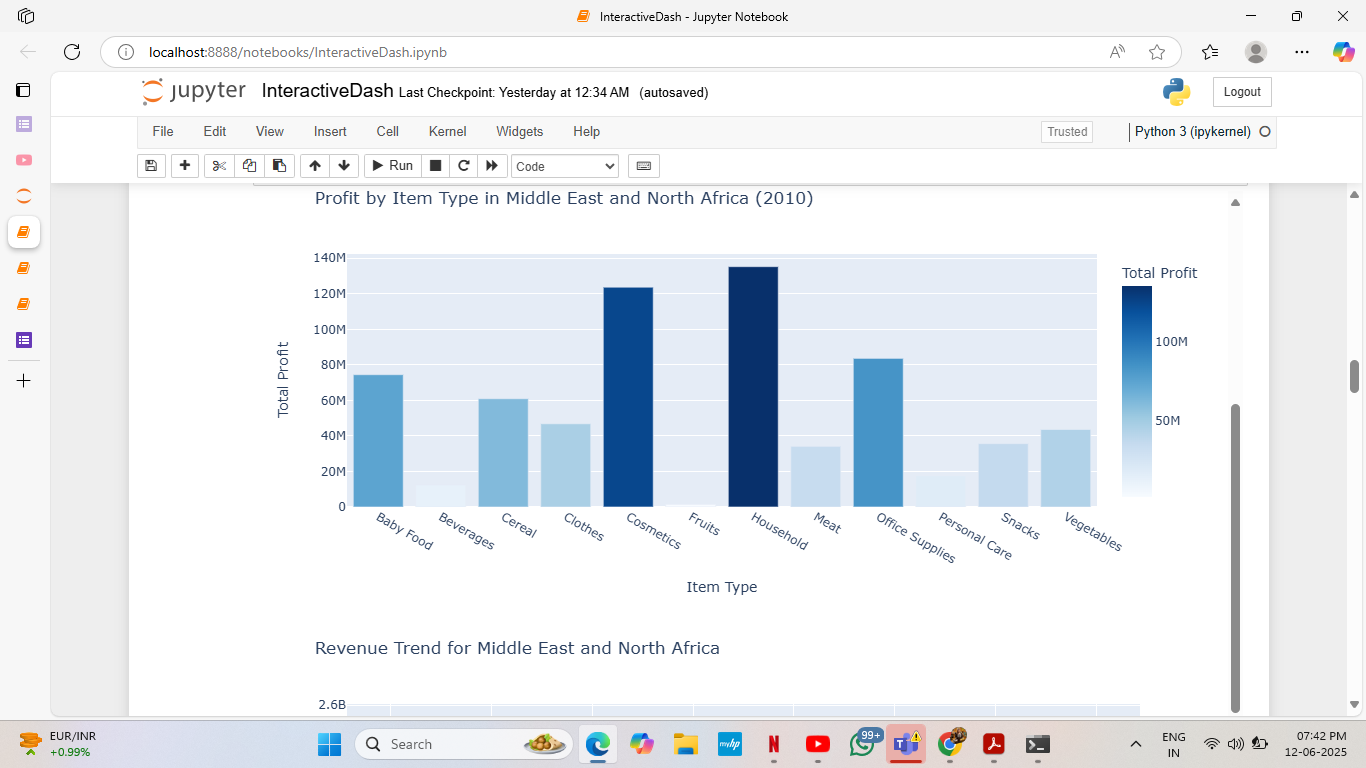 InteractiveDash - Jupyter Notebook
localhost:8888/notebooks/InteractiveDash.ipynb
jupyter InteractiveDash Last Checkpoint: Yesterday at 12:34 AM (autosaved)
Logout
File Edit View Insert Cell Kernel Widgets Help
Trusted
Python 3 (ipykernel)
Run
Code
Profit by Item Type in Middle East and North Africa (2010)
Total Profit
140M
120M
100M
80M
60M
40M
20M
0
Total Profit
100M
50M
Baby Food
Beverages
Cereal
Clothes
Cosmetics
Fruits
Household
Meat
Office Supplies
Personal Care
Snacks
Vegetables
Item Type
Revenue Trend for Middle East and North Africa
2.6B
EUR/INR
+0.99%
Search
myhp
N
99+
ENG
IN
07:42 PM
12-06-2025